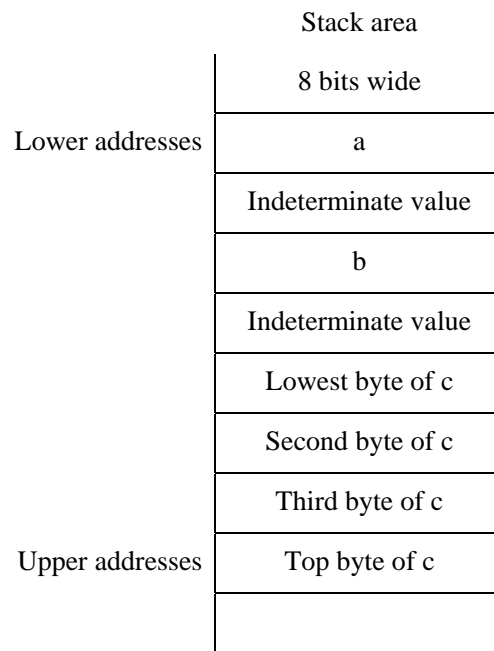 Stack area
8 bits wide
Lower addresses a
Indeterminate value
b
Indeterminate value
Lowest byte of c
Second byte of c
Third byte of c
Upper addresses Top byte of c